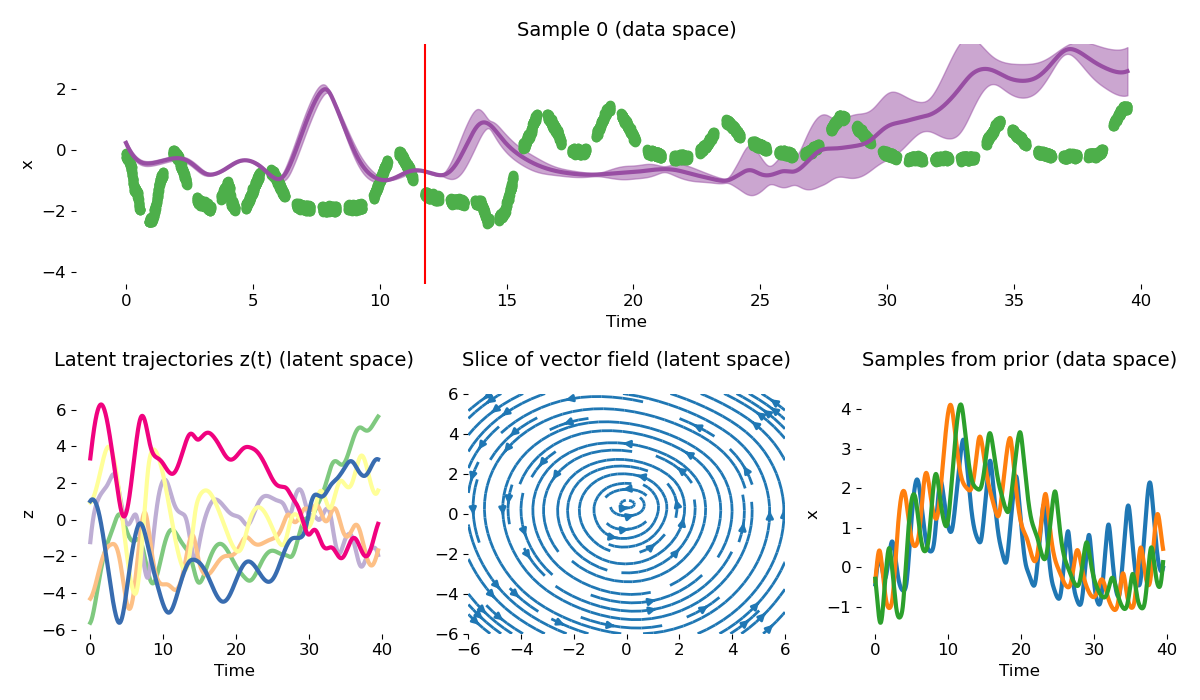 Sample 0 (data space)
x
2
0
−2
−4
0 5 10 15 20 25 30 35 40
Time
Latent trajectories z(t) (latent space)
z
6
4
2
0
−2
−4
−6
0 10 20 30 40
Time
Slice of vector field (latent space)
6
4
2
0
−2
−4
−6
−6 −4 −2 0 2 4 6
Samples from prior (data space)
x
4
3
2
1
0
−1
0 10 20 30 40
Time